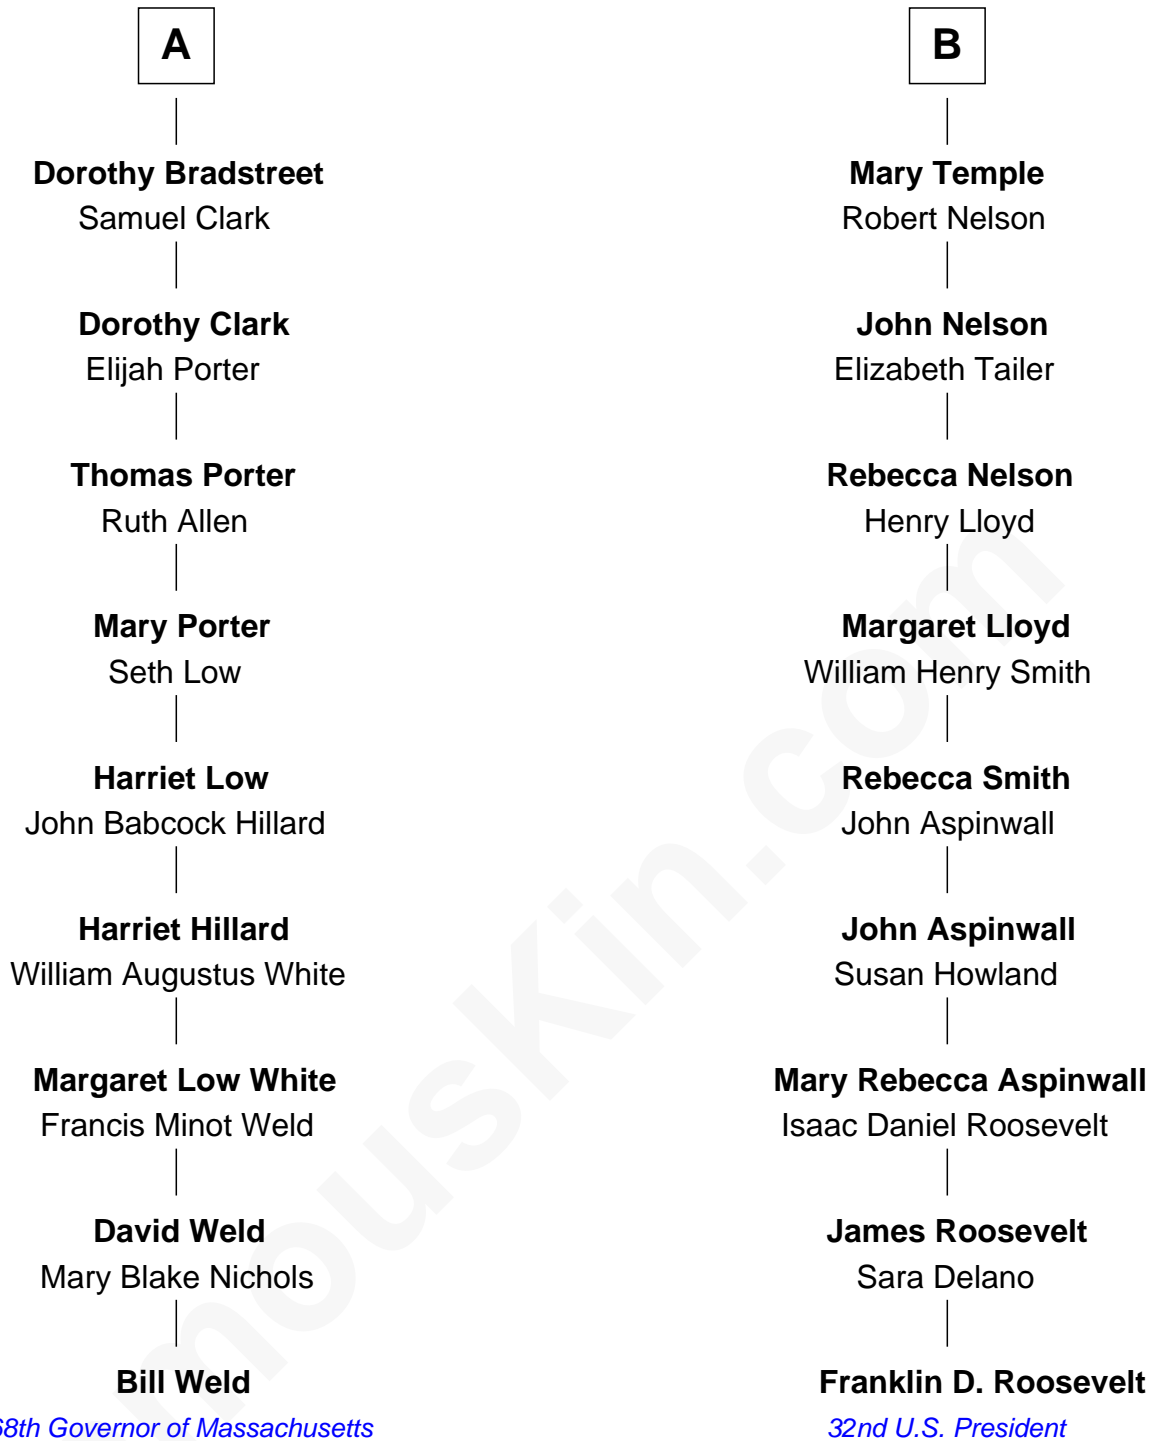 A
Dorothy Bradstreet
Samuel Clark
Dorothy Clark
Elijah Porter
Thomas Porter
Ruth Allen
Mary Porter
Seth Low
Harriet Low
John Babcock Hillard
Harriet Hillard
William Augustus White
Margaret Low White
Francis Minot Weld
David Weld
Mary Blake Nichols
Bill Weld
68th Governor of Massachusetts
B
Mary Temple
Robert Nelson
John Nelson
Elizabeth Tailer
Rebecca Nelson
Henry Lloyd
Margaret Lloyd
William Henry Smith
Rebecca Smith
John Aspinwall
John Aspinwall
Susan Howland
Mary Rebecca Aspinwall
Isaac Daniel Roosevelt
James Roosevelt
Sara Delano
Franklin D. Roosevelt
32nd U.S. President
mousKin.com